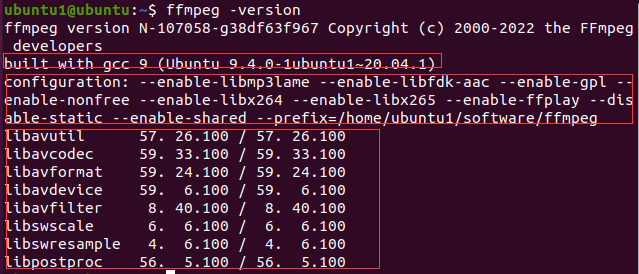 ubuntu1@ubuntu:~$ ffmpeg -version
ffmpeg version N-107058-g38df63f967 Copyright (c) 2000-2022 the FFmpeg
 developers
built with gcc 9 (Ubuntu 9.4.0-1ubuntu1~20.04.1)
configuration: --enable-libmp3lame --enable-libfdk-aac --enable-gpl --
enable-nonfree --enable-libx264 --enable-libx265 --enable-ffplay --dis
able-static --enable-shared --prefix=/home/ubuntu1/software/ffmpeg
libavutil      57. 26.100 / 57. 26.100
libavcodec     59. 33.100 / 59. 33.100
libavformat    59. 24.100 / 59. 24.100
libavdevice    59.  6.100 / 59.  6.100
libavfilter     8. 40.100 /  8. 40.100
libswscale      6.  6.100 /  6.  6.100
libswresample   4.  6.100 /  4.  6.100
libpostproc    56.  5.100 / 56.  5.100